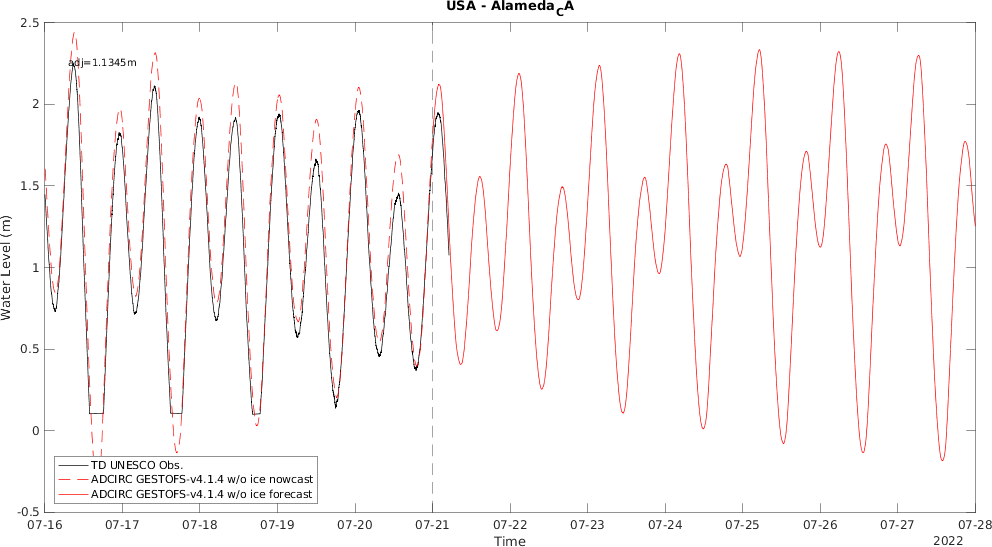 USA - Alameda_CA
2.5
adj=1.1345m
2
1.5
Water Level (m)
1
0.5
0
TD UNESCO Obs.
ADCIRC GESTOFS-v4.1.4 w/o ice nowcast
ADCIRC GESTOFS-v4.1.4 w/o ice forecast
-0.5
07-16 07-17 07-18 07-19 07-20 07-21 07-22 07-23 07-24 07-25 07-26 07-27 07-28
Time
2022